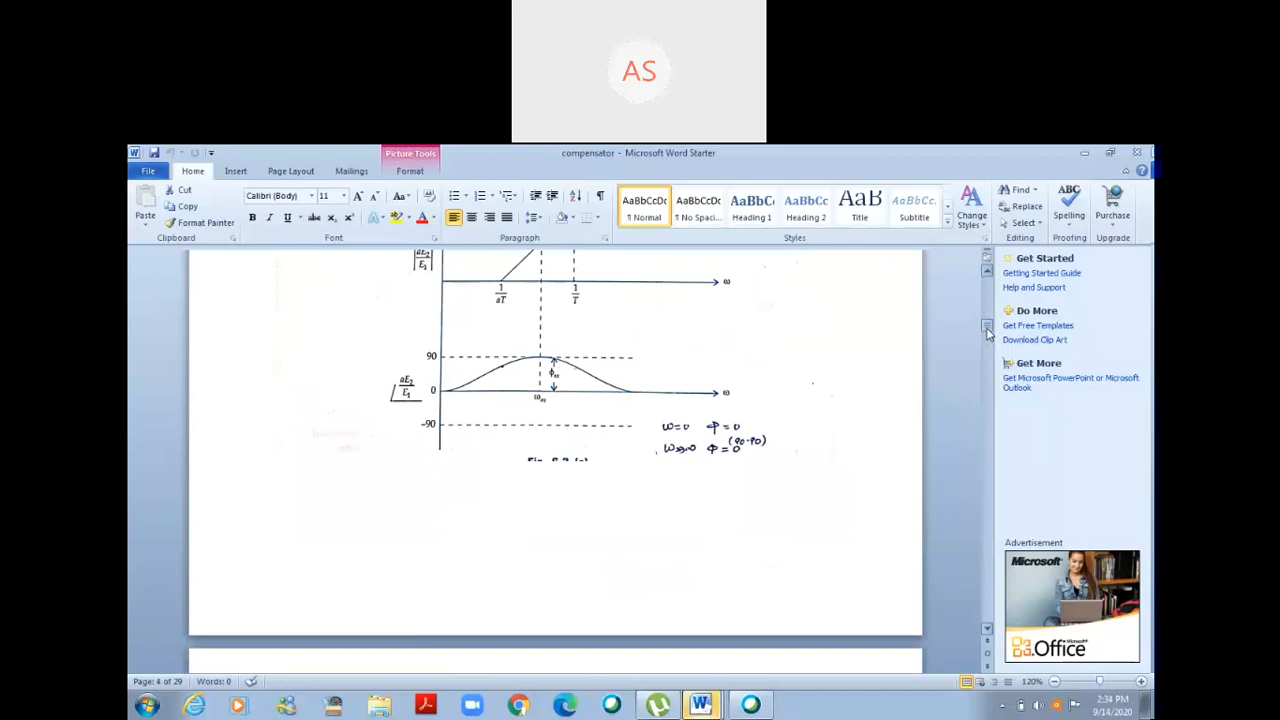 AS
compensator - Microsoft Word Starter
Picture Tools
File Home Insert Page Layout Mailings Format
Paste Cut Copy Format Painter Clipboard
Calibri (Body) 11 Font
Paragraph
AaBbCcDc ¶ Normal
AaBbCcDc ¶ No Spaci...
AaBbCc Heading 1
AaBbCc Heading 2
AaBb Title
AaBbCc. Subtitle
Change Styles
Styles
Find Replace Select Editing
ABC Spelling Proofing
Purchase Upgrade
aE₂/E₁
ω
1/aT
1/T
90
0
-90
aE₂/E₁
φₘ
ωₘ
ω
ω=0 φ=0
(90-90)
ω=∞ φ=0
Get Started
Getting Started Guide
Help and Support
Do More
Get Free Templates
Download Clip Art
Get More
Get Microsoft PowerPoint or Microsoft
Outlook
Advertisement
Microsoft
Office
Page: 4 of 29 Words: 0
120%
2:34 PM
9/14/2020